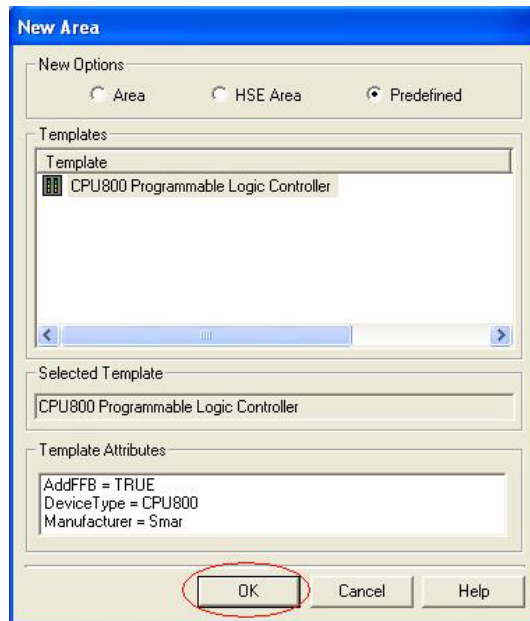 New Area
New Options
Area HSE Area Predefined
Templates
Template
CPU800 Programmable Logic Controller
Selected Template
CPU800 Programmable Logic Controller
Template Attributes
AddFFB = TRUE
DeviceType = CPU800
Manufacturer = Smar
OK Cancel Help